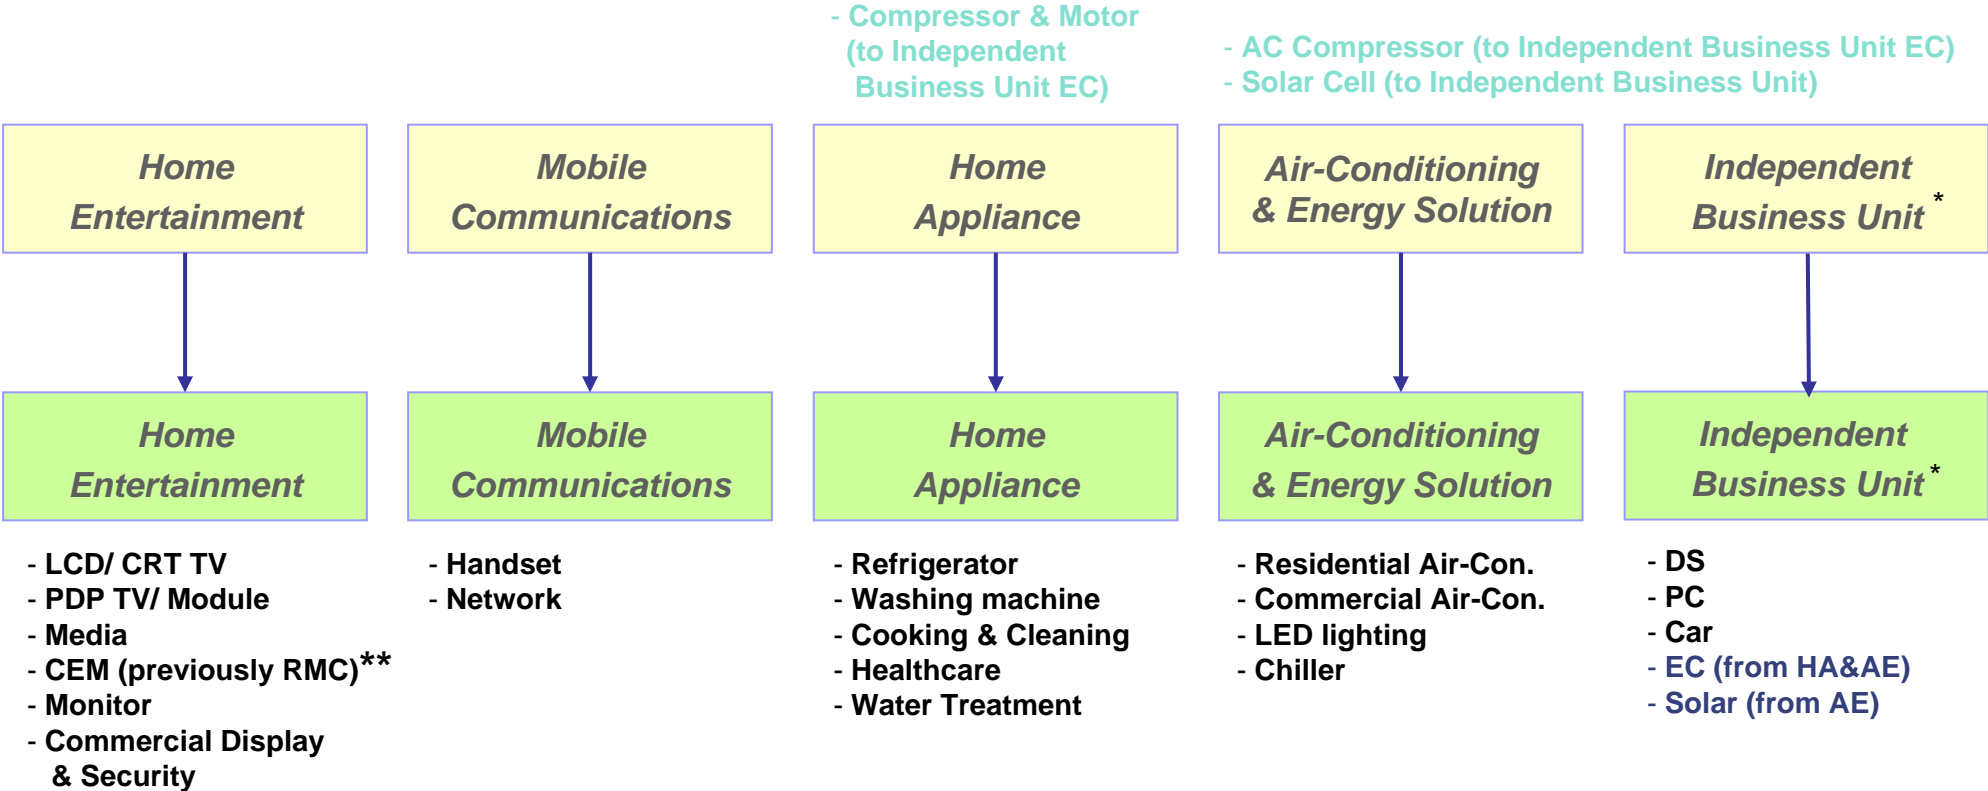 - Compressor & Motor
(to Independent
Business Unit EC)
- AC Compressor (to Independent Business Unit EC)
- Solar Cell (to Independent Business Unit)
Home
Entertainment
Mobile
Communications
Home
Appliance
Air-Conditioning
& Energy Solution
Independent
Business Unit *
Home
Entertainment
Mobile
Communications
Home
Appliance
Air-Conditioning
& Energy Solution
Independent
Business Unit *
- LCD/ CRT TV
- PDP TV/ Module
- Media
- CEM (previously RMC)**
- Monitor
- Commercial Display
& Security
- Handset
- Network
- Refrigerator
- Washing machine
- Cooking & Cleaning
- Healthcare
- Water Treatment
- Residential Air-Con.
- Commercial Air-Con.
- LED lighting
- Chiller
- DS
- PC
- Car
- EC (from HA&AE)
- Solar (from AE)